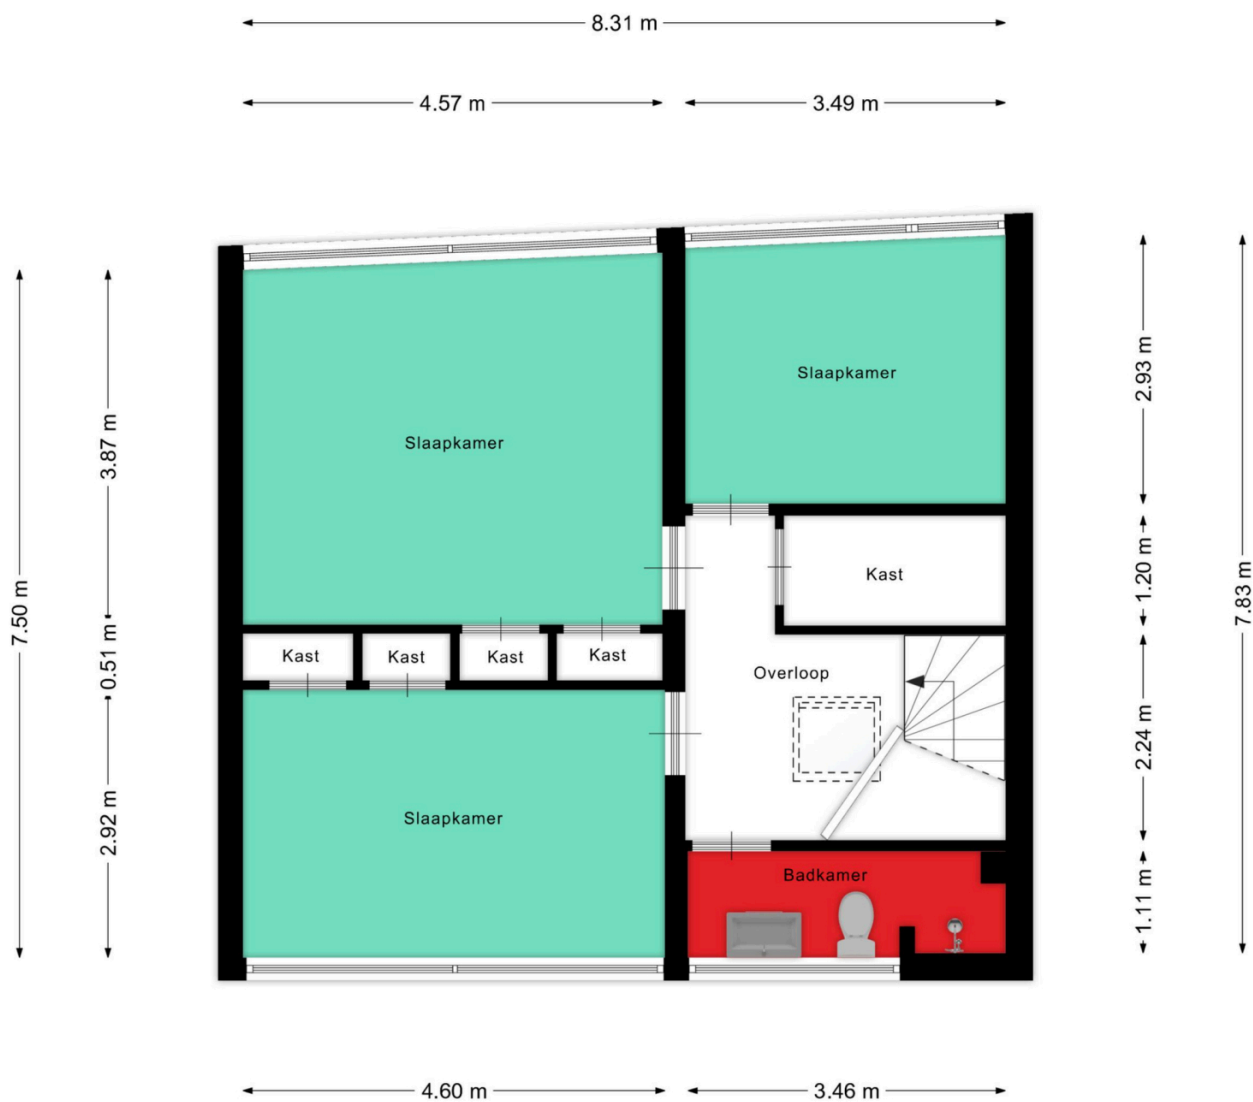 8.31 m
4.57 m
3.49 m
Slaapkamer
Slaapkamer
2.93 m
3.87 m
7.50 m
7.83 m
Kast
1.20 m
0.51 m
Kast
Kast
Kast
Kast
Overloop
2.24 m
Slaapkamer
2.92 m
Badkamer
1.11 m
4.60 m
3.46 m